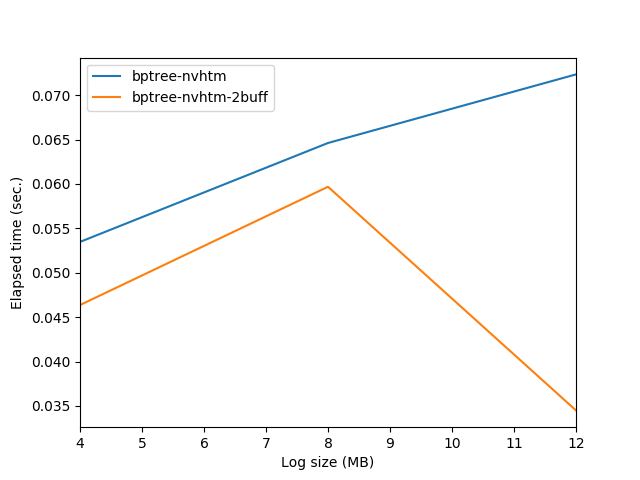 bptree-nvhtm
bptree-nvhtm-2buff
Elapsed time (sec.)
0.070
0.065
0.060
0.055
0.050
0.045
0.040
0.035
4 5 6 7 8 9 10 11 12
Log size (MB)